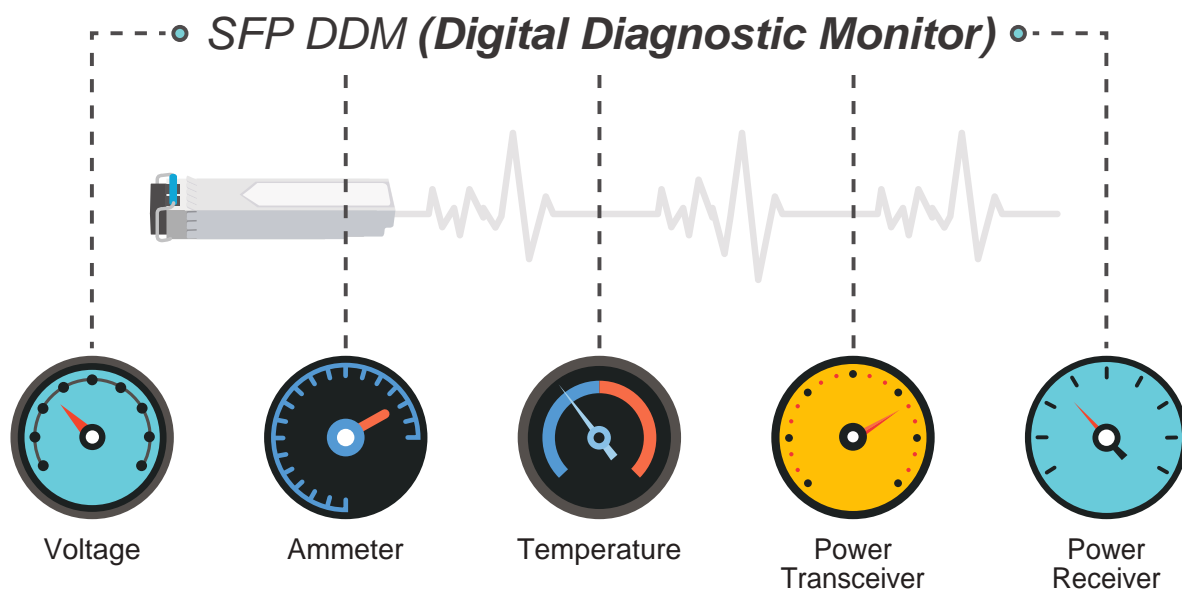 SFP DDM (Digital Diagnostic Monitor)
Voltage
Ammeter
Temperature
Power
Transceiver
Power
Receiver